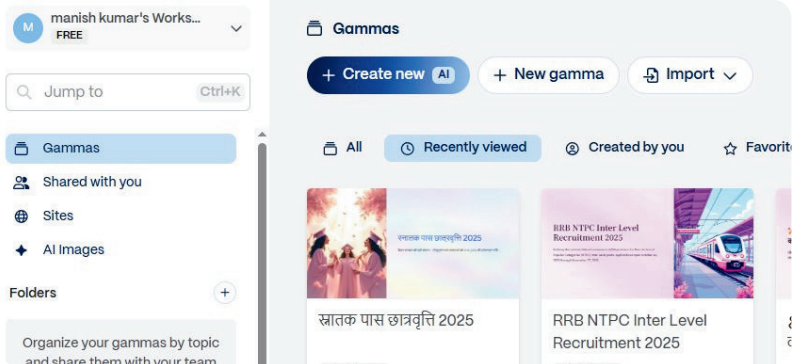 M
manish kumar's Works...
FREE
Jump to
Ctrl+K
Gammas
Shared with you
Sites
AI Images
Folders
+
Organize your gammas by topic
and share them with your team
Gammas
+ Create new AI
+ New gamma
Import
All
Recently viewed
Created by you
Favorit
स्नातक पास छात्रवृत्ति 2025
RRB NTPC Inter Level
Recruitment 2025
स्नातक पास छात्रवृत्ति 2025
RRB NTPC Inter Level
Recruitment 2025